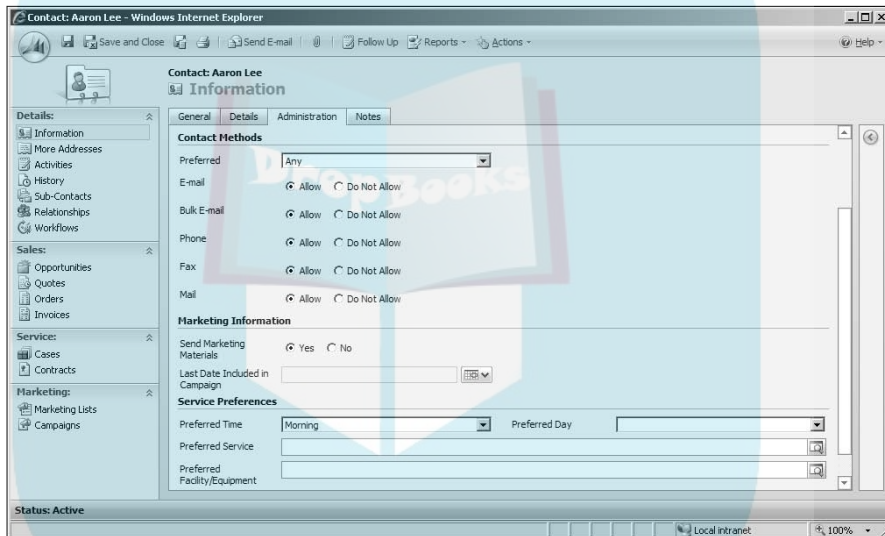 Contact: Aaron Lee - Windows Internet Explorer
Save and Close Send E-mail Follow Up Reports Actions Help
Contact: Aaron Lee
Information
Details:
Information
More Addresses
Activities
History
Sub-Contacts
Relationships
Workflows
Sales:
Opportunities
Quotes
Orders
Invoices
Service:
Cases
Contracts
Marketing:
Marketing Lists
Campaigns
General Details Administration Notes
Contact Methods
Preferred Any
E-mail Allow Do Not Allow
Bulk E-mail Allow Do Not Allow
Phone Allow Do Not Allow
Fax Allow Do Not Allow
Mail Allow Do Not Allow
Marketing Information
Send Marketing
Materials Yes No
Last Date Included in
Campaign
Service Preferences
Preferred Time Morning Preferred Day
Preferred Service
Preferred
Facility/Equipment
Status: Active
Local intranet 100%
DropBooks